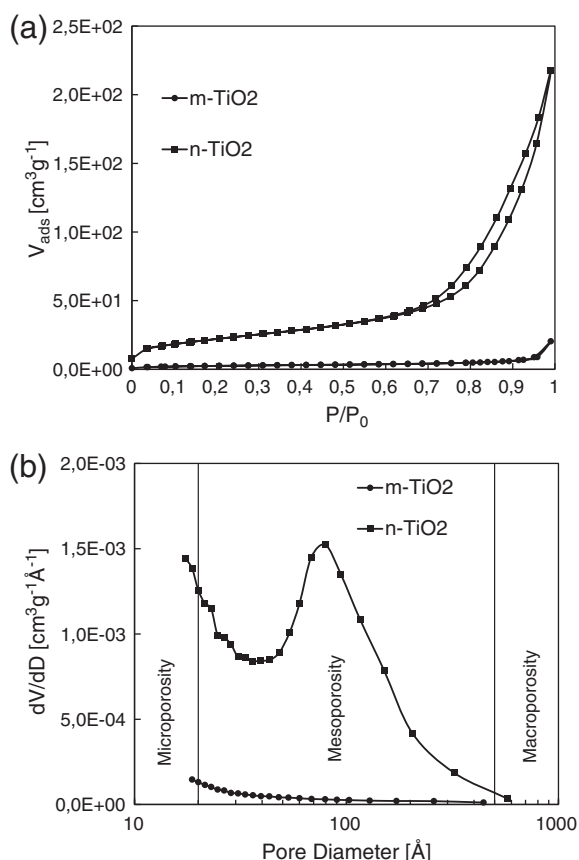 (a)
2,5E+02
2,0E+02
1,5E+02
1,0E+02
5,0E+01
0,0E+00
V_ads [cm³g⁻¹]
m-TiO2
n-TiO2
0 0,1 0,2 0,3 0,4 0,5 0,6 0,7 0,8 0,9 1
P/P₀
(b)
2,0E-03
1,5E-03
1,0E-03
5,0E-04
0,0E+00
dV/dD [cm³g⁻¹Å⁻¹]
m-TiO2
n-TiO2
Microporosity
Mesoporosity
Macroporosity
10 100 1000
Pore Diameter [Å]